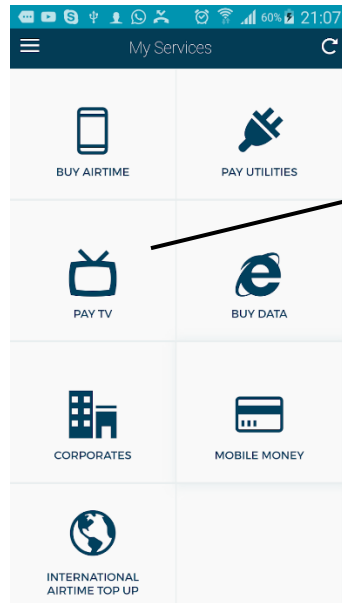 60% 21:07
My Services
BUY AIRTIME
PAY UTILITIES
PAY TV
BUY DATA
CORPORATES
MOBILE MONEY
INTERNATIONAL
AIRTIME TOP UP